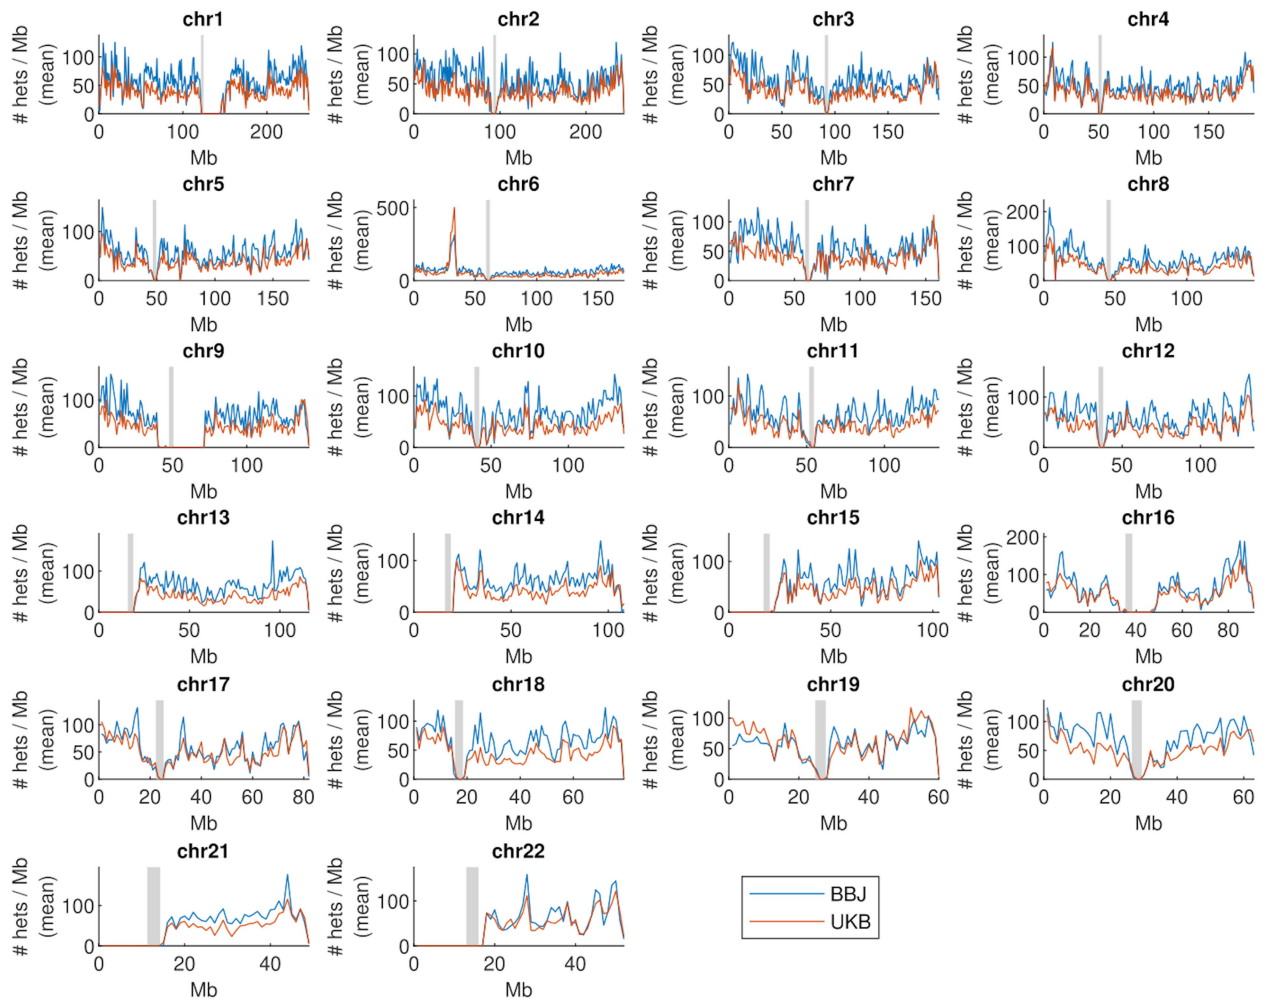 chr1
# hets / Mb
(mean)
100
50
0
0 100 200
Mb
chr2
# hets / Mb
(mean)
100
50
0
0 100 200
Mb
chr3
# hets / Mb
(mean)
100
50
0
0 50 100 150
Mb
chr4
# hets / Mb
(mean)
100
50
0
0 50 100 150
Mb
chr5
# hets / Mb
(mean)
100
0
0 50 100 150
Mb
chr6
# hets / Mb
(mean)
500
0
0 50 100 150
Mb
chr7
# hets / Mb
(mean)
100
50
0
0 50 100 150
Mb
chr8
# hets / Mb
(mean)
200
100
0
0 50 100
Mb
chr9
# hets / Mb
(mean)
100
0
0 50 100
Mb
chr10
# hets / Mb
(mean)
100
0
0 50 100
Mb
chr11
# hets / Mb
(mean)
100
0
0 50 100
Mb
chr12
# hets / Mb
(mean)
100
0
0 50 100
Mb
chr13
# hets / Mb
(mean)
100
0
0 50 100
Mb
chr14
# hets / Mb
(mean)
100
0
0 50 100
Mb
chr15
# hets / Mb
(mean)
100
0
0 50 100
Mb
chr16
# hets / Mb
(mean)
200
100
0
0 20 40 60 80
Mb
chr17
# hets / Mb
(mean)
100
50
0
0 20 40 60 80
Mb
chr18
# hets / Mb
(mean)
100
0
0 20 40 60
Mb
chr19
# hets / Mb
(mean)
100
50
0
0 20 40 60
Mb
chr20
# hets / Mb
(mean)
100
50
0
0 20 40 60
Mb
chr21
# hets / Mb
(mean)
100
0
0 20 40
Mb
chr22
# hets / Mb
(mean)
100
0
0 20 40
Mb
BBJ
UKB